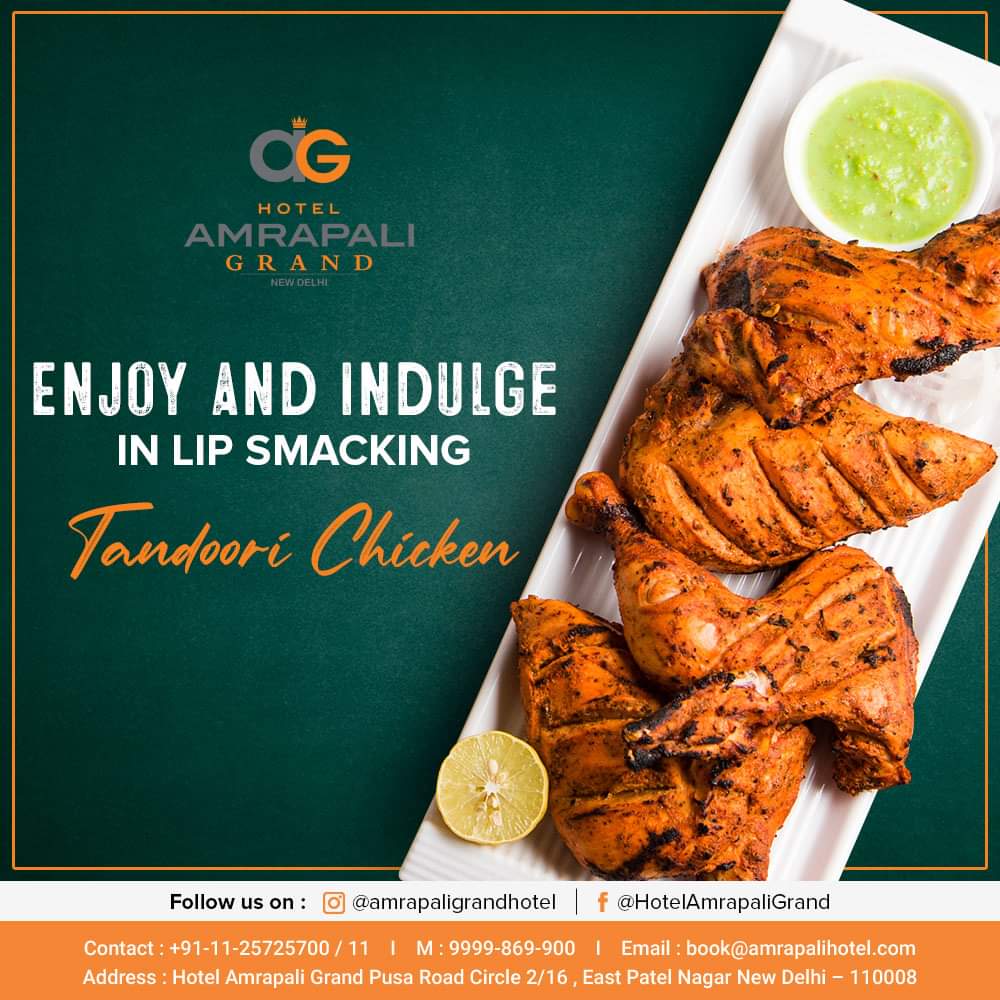 aG
HOTEL
AMRAPALI
GRAND
NEW DELHI
ENJOY AND INDULGE
IN LIP SMACKING
Tandoori Chicken
Follow us on : @amrapaligrandhotel | f @HotelAmrapaliGrand
Contact : +91-11-25725700 / 11 | M : 9999-869-900 | Email : book@amrapalihotel.com
Address : Hotel Amrapali Grand Pusa Road Circle 2/16 , East Patel Nagar New Delhi – 110008